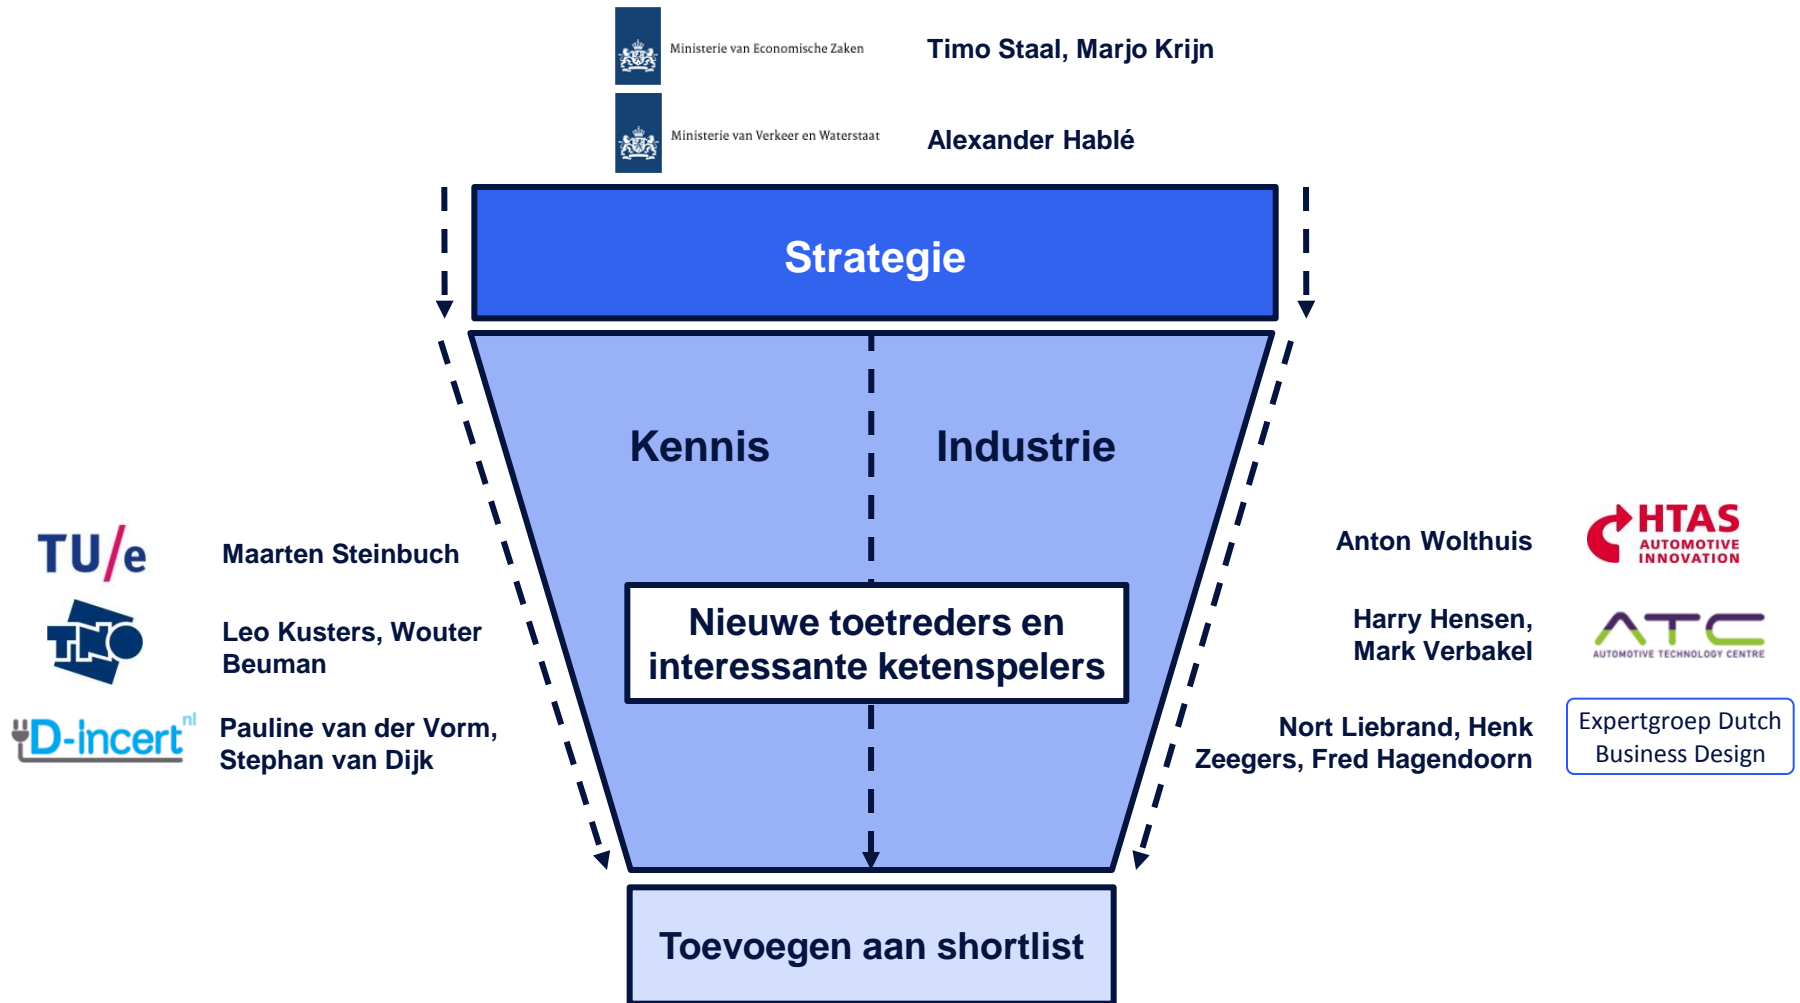 Ministerie van Economische Zaken
Timo Staal, Marjo Krijn
Ministerie van Verkeer en Waterstaat
Alexander Hablé
Strategie
Kennis
Industrie
TU/e
Maarten Steinbuch
TNO
Leo Kusters, Wouter
Beuman
D-incert nl
Pauline van der Vorm,
Stephan van Dijk
Nieuwe toetreders en
interessante ketenspelers
Anton Wolthuis
HTAS
AUTOMOTIVE
INNOVATION
Harry Hensen,
Mark Verbakel
ATC
AUTOMOTIVE TECHNOLOGY CENTRE
Nort Liebrand, Henk
Zeegers, Fred Hagendoorn
Expertgroep Dutch
Business Design
Toevoegen aan shortlist